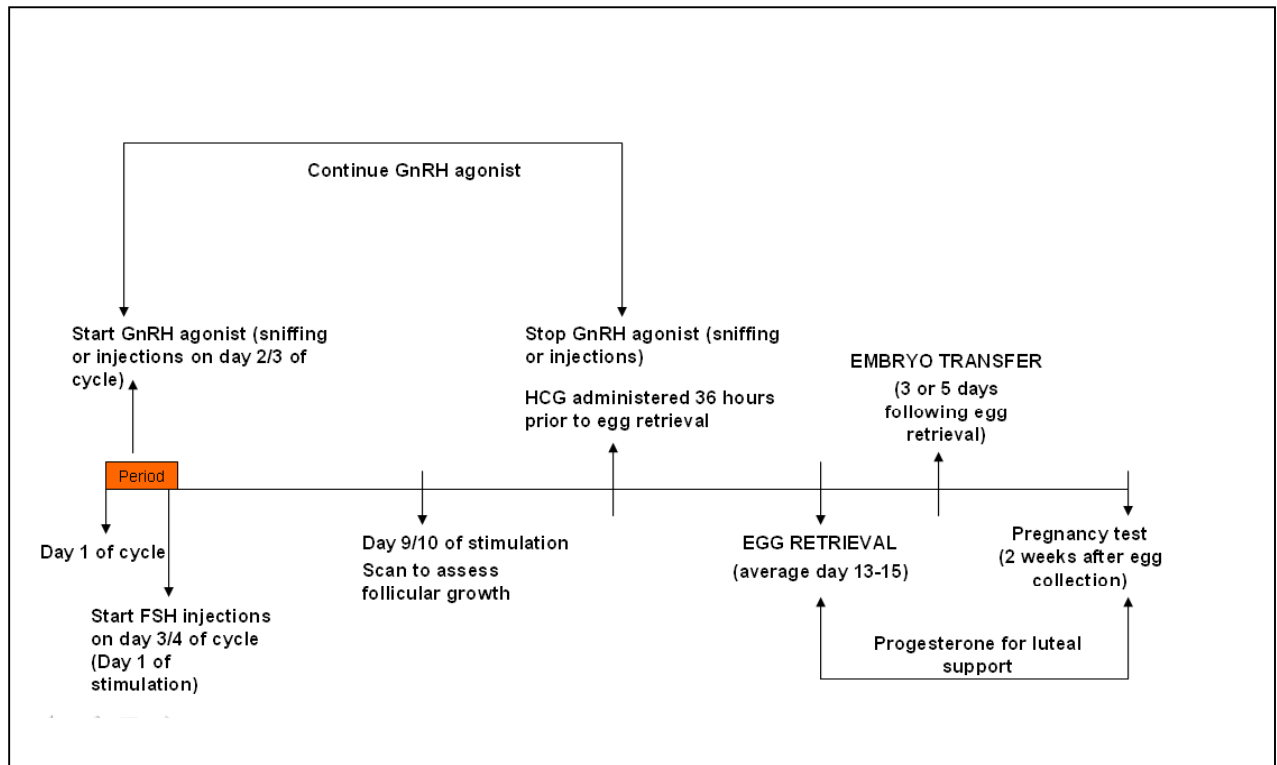 Continue GnRH agonist
Start GnRH agonist (sniffing
or injections on day 2/3 of
cycle)
Stop GnRH agonist (sniffing
or injections)
HCG administered 36 hours
prior to egg retrieval
EMBRYO TRANSFER
(3 or 5 days
following egg
retrieval)
Period
Day 1 of cycle
Start FSH injections
on day 3/4 of cycle
(Day 1 of
stimulation)
Day 9/10 of stimulation
Scan to assess
follicular growth
EGG RETRIEVAL
(average day 13-15)
Pregnancy test
(2 weeks after egg
collection)
Progesterone for luteal
support